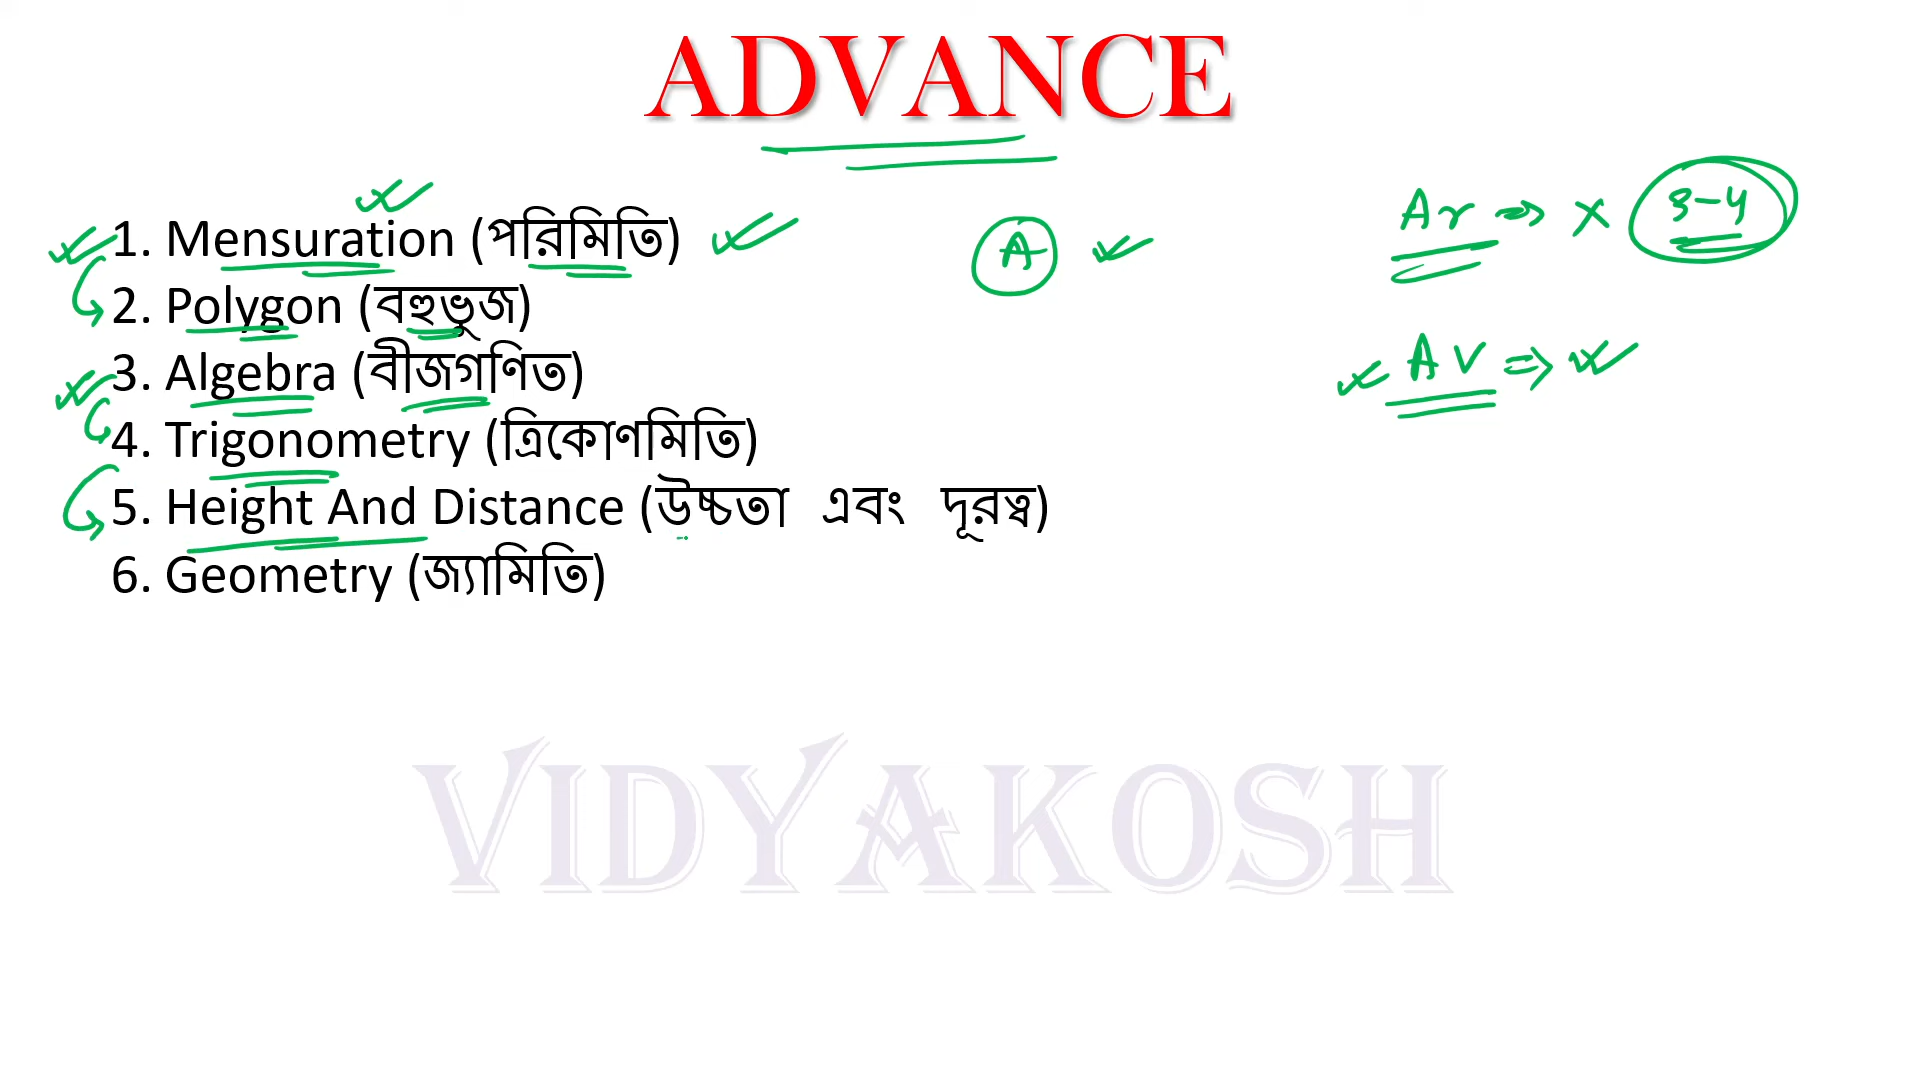 ADVANCE
1. Mensuration (পরিমিতি)
2. Polygon (বহুভুজ)
3. Algebra (বীজগণিত)
4. Trigonometry (ত্রিকোণমিতি)
5. Height And Distance (উচ্চতা এবং দূরত্ব)
6. Geometry (জ্যামিতি)
A
Ar ⇒ × 3-4
AV ⇒
VIDYAKOSH